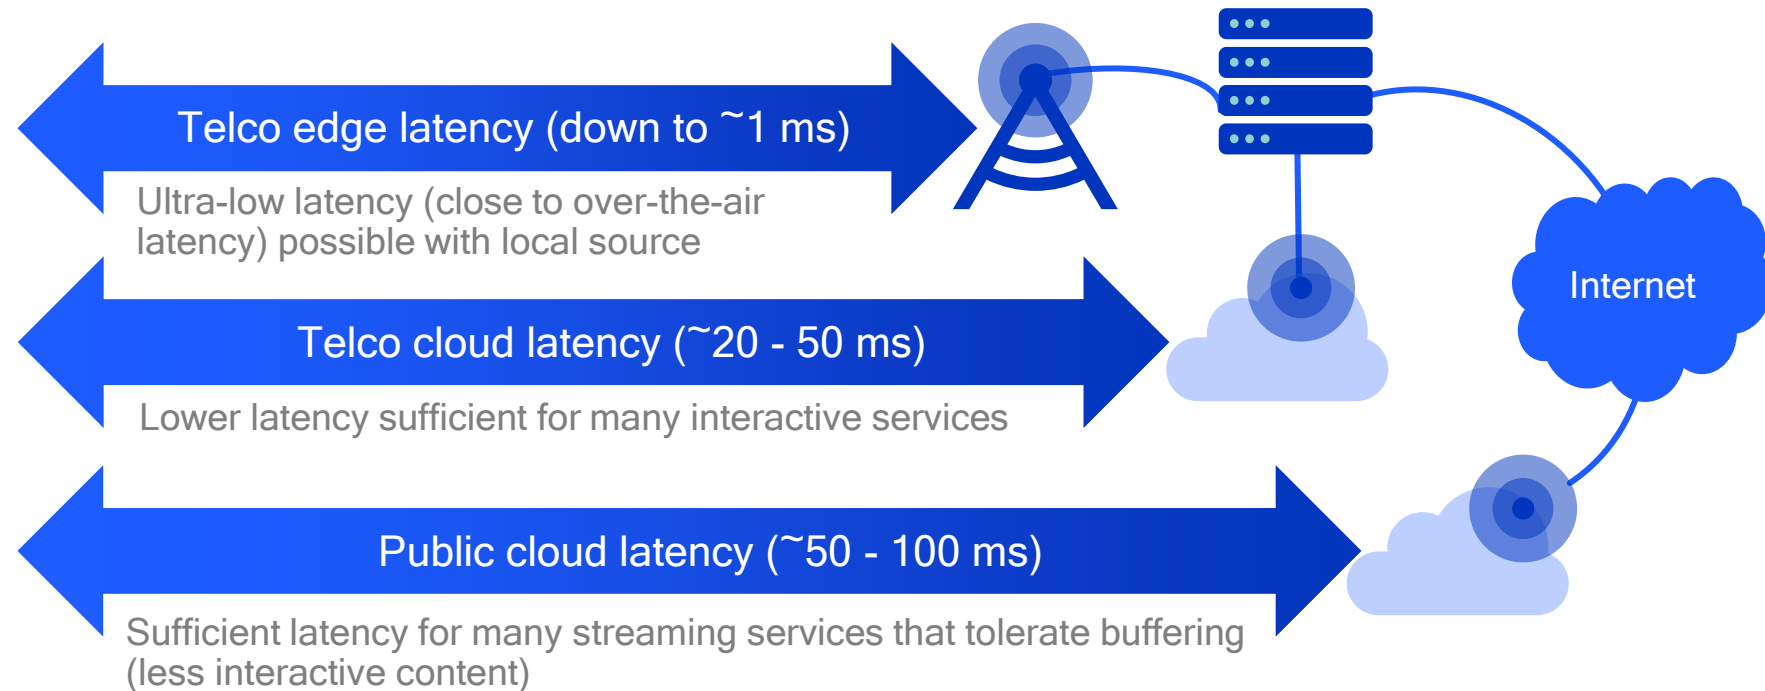 Telco edge latency (down to ~1 ms)
Ultra-low latency (close to over-the-air
latency) possible with local source
Telco cloud latency (~20 - 50 ms)
Lower latency sufficient for many interactive services
Internet
Public cloud latency (~50 - 100 ms)
Sufficient latency for many streaming services that tolerate buffering
(less interactive content)